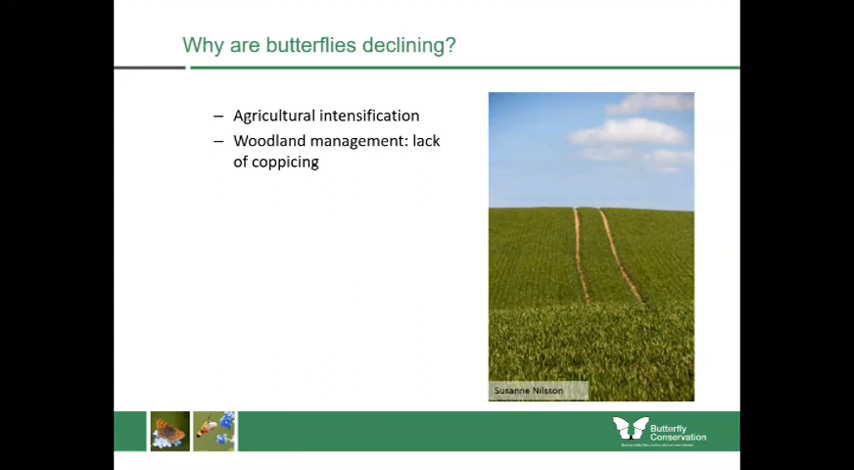 Why are butterflies declining?
– Agricultural intensification
– Woodland management: lack
of coppicing
Susanne Nilsson
Butterfly
Conservation